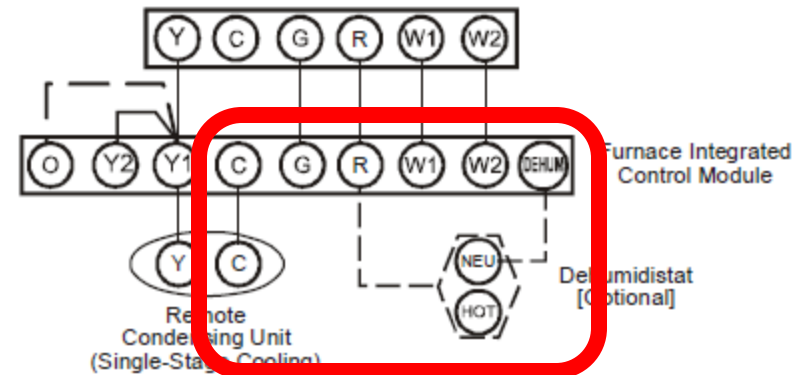 Y C G R W1 W2
O Y2 Y1 C G R W1 W2 DEHUM
Furnace Integrated
Control Module
Y C
NEU
HOT
Dehumidistat
[Optional]
Remote
Condensing Unit
(Single-Stage Cooling)